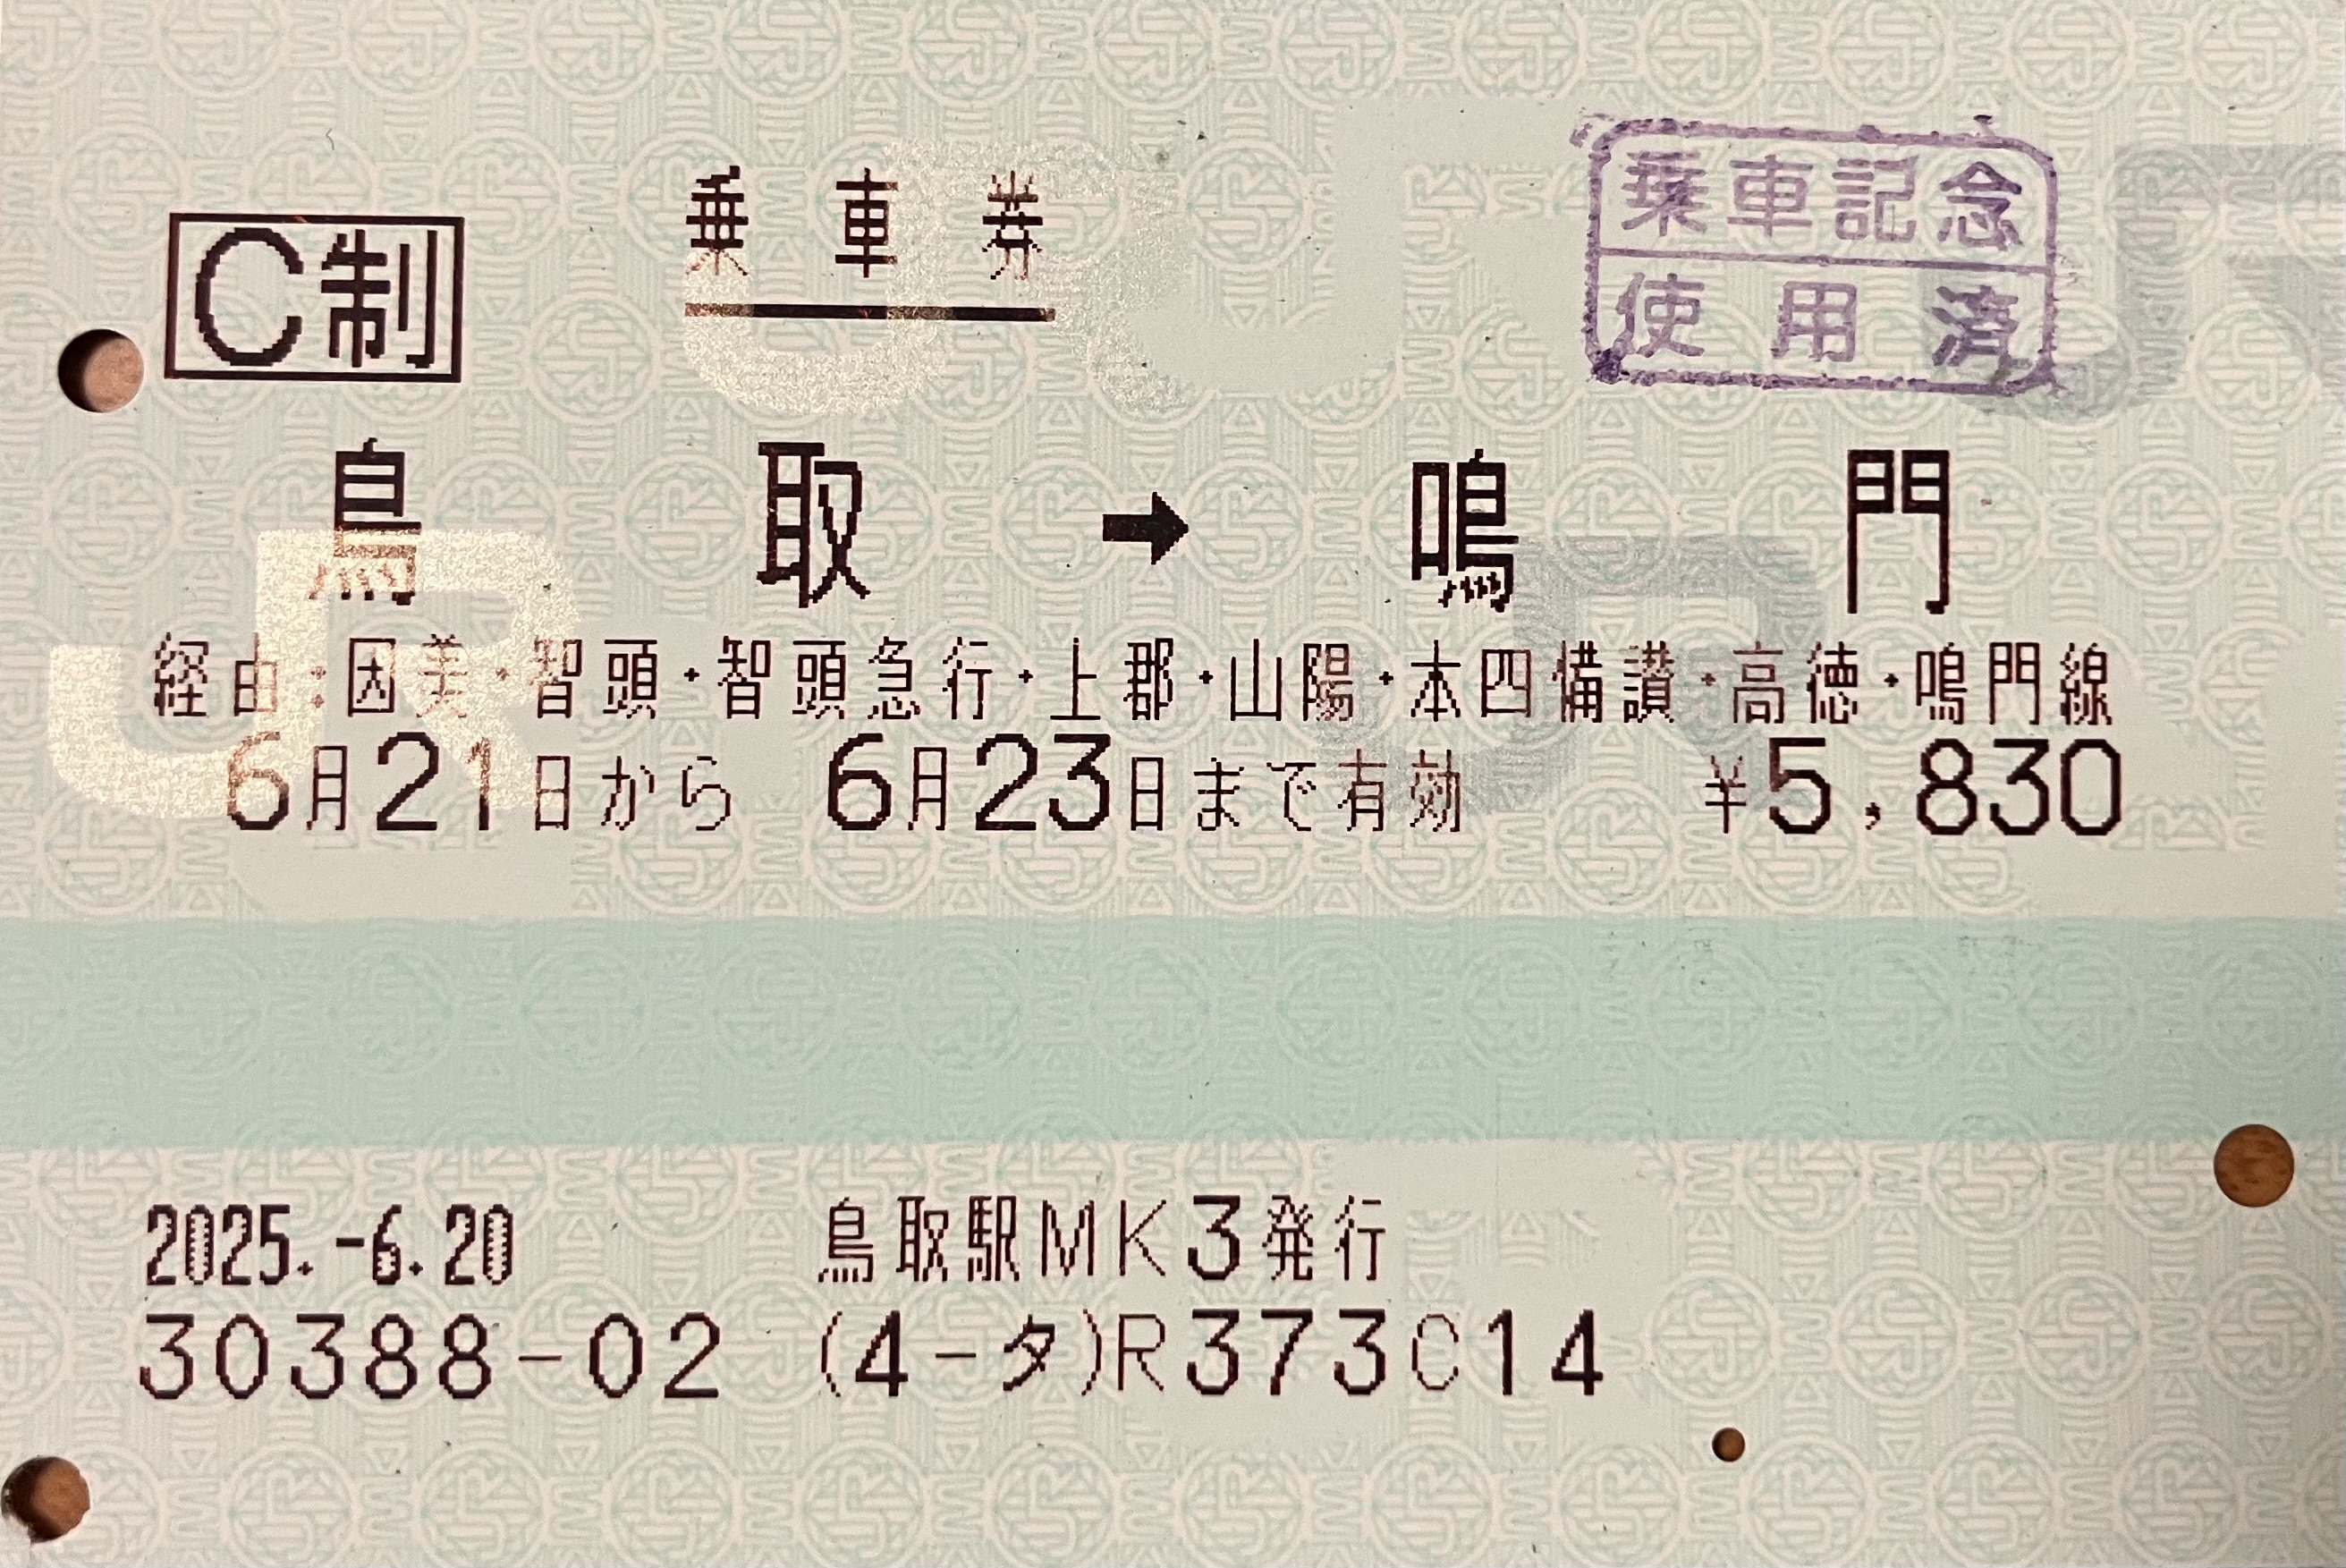 C制
乗車券
乗車記念
使用済
鳥取➡鳴門
経由:因美・智頭・智頭急行・上郡・山陽・本四備讃・高徳・鳴門線
6月21日から 6月23日まで有効 ¥5,830
2025.-6.20 鳥取駅MK3発行
30388-02 (4-タ)R373C14